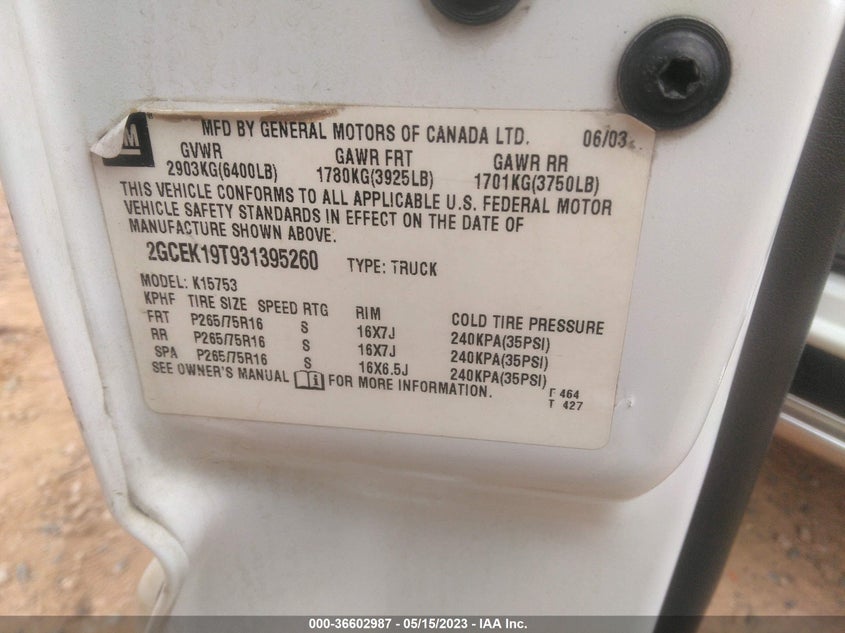 GM
MFD BY GENERAL MOTORS OF CANADA LTD. 06/03
GVWR GAWR FRT GAWR RR
2903KG(6400LB) 1780KG(3925LB) 1701KG(3750LB)
THIS VEHICLE CONFORMS TO ALL APPLICABLE U.S. FEDERAL MOTOR
VEHICLE SAFETY STANDARDS IN EFFECT ON THE DATE OF
MANUFACTURE SHOWN ABOVE.
2GCEK19T931395260 TYPE: TRUCK
MODEL: K15753
KPHF TIRE SIZE SPEED RTG RIM COLD TIRE PRESSURE
FRT P265/75R16 S 16X7J 240KPA(35PSI)
RR P265/75R16 S 16X7J 240KPA(35PSI)
SPA P265/75R16 S 16X6.5J 240KPA(35PSI)
SEE OWNER'S MANUAL FOR MORE INFORMATION.
F 464
T 427
000-36602987 - 05/15/2023 - IAA Inc.